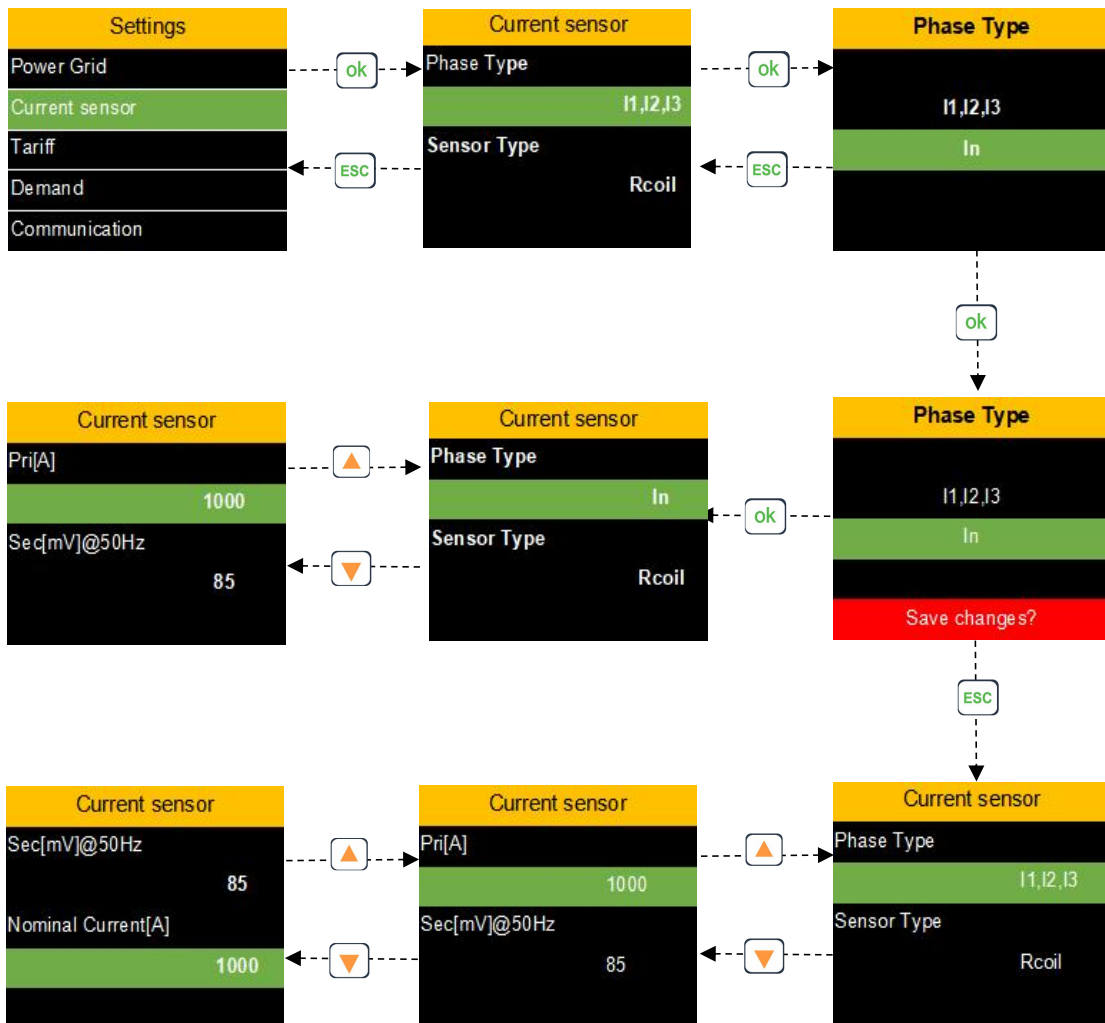 Settings
Power Grid
Current sensor
Tariff
Demand
Communication
ok
ESC
Current sensor
Phase Type
I1,I2,I3
Sensor Type
Rcoil
ok
ESC
Phase Type
I1,I2,I3
In
ok
Current sensor
Pri[A]
1000
Sec[mV]@50Hz
85
Current sensor
Phase Type
In
Sensor Type
Rcoil
ok
Phase Type
I1,I2,I3
In
Save changes?
ESC
Current sensor
Sec[mV]@50Hz
85
Nominal Current[A]
1000
Current sensor
Pri[A]
1000
Sec[mV]@50Hz
85
Current sensor
Phase Type
I1,I2,I3
Sensor Type
Rcoil